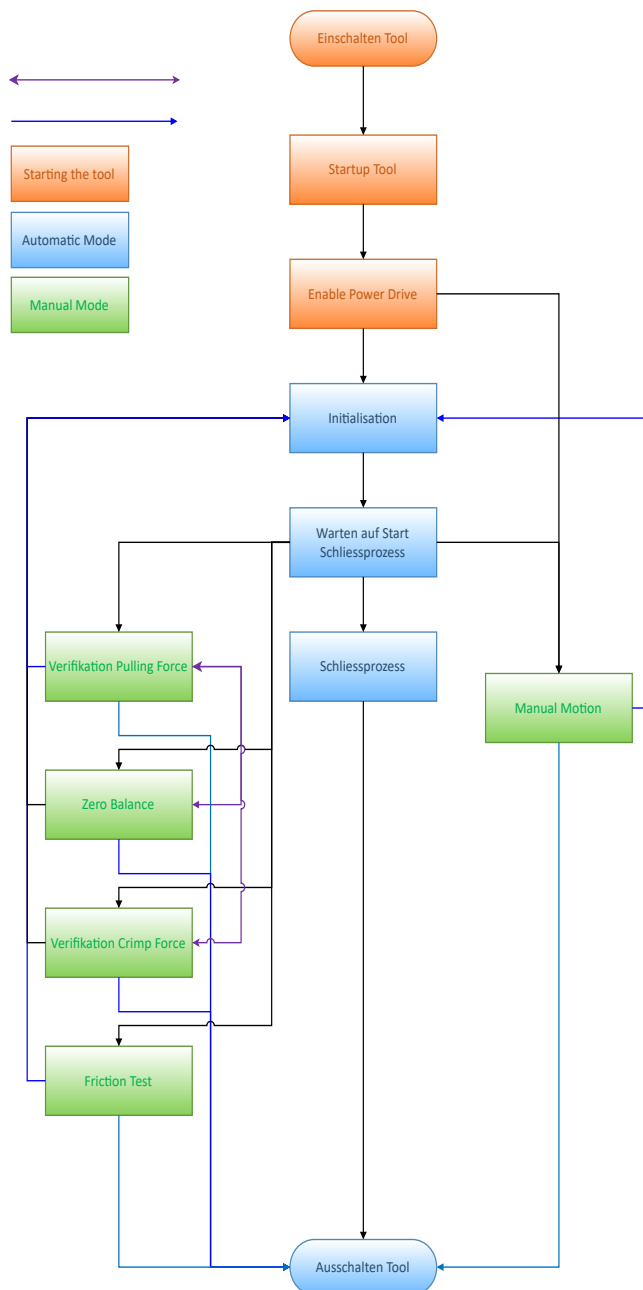 Einschalten Tool
Starting the tool
Startup Tool
Automatic Mode
Enable Power Drive
Manual Mode
Initialisation
Warten auf Start
Schliessprozess
Verifikation Pulling Force
Schliessprozess
Manual Motion
Zero Balance
Verifikation Crimp Force
Friction Test
Ausschalten Tool